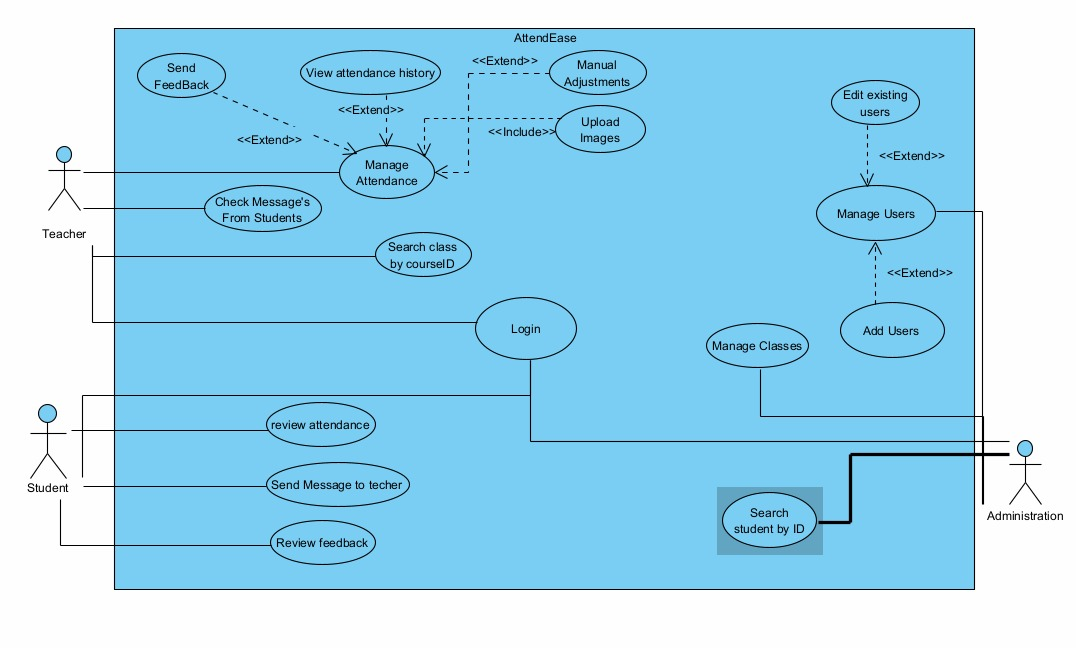 AttendEase
Send
FeedBack
View attendance history
<<Extend>>
Manual
Adjustments
Edit existing
users
<<Extend>>
Upload
Images
<<Include>>
<<Extend>>
<<Extend>>
Manage
Attendance
Check Message's
From Students
Manage Users
Teacher
Search class
by courseID
<<Extend>>
Login
Add Users
Manage Classes
review attendance
Student
Send Message to techer
Search
student by ID
Administration
Review feedback